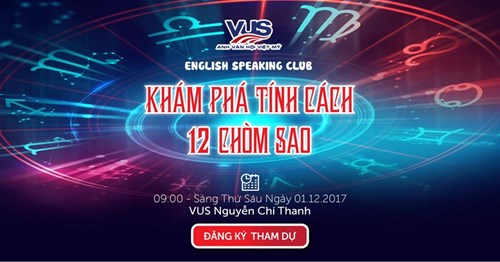 VUS
ANH VĂN HỘI VIỆT MỸ
ENGLISH SPEAKING CLUB
KHÁM PHÁ TÍNH CÁCH
12 CHÒM SAO
09:00 - Sáng Thứ Sáu Ngày 01.12.2017
VUS Nguyễn Chí Thanh
ĐĂNG KÝ THAM DỰ